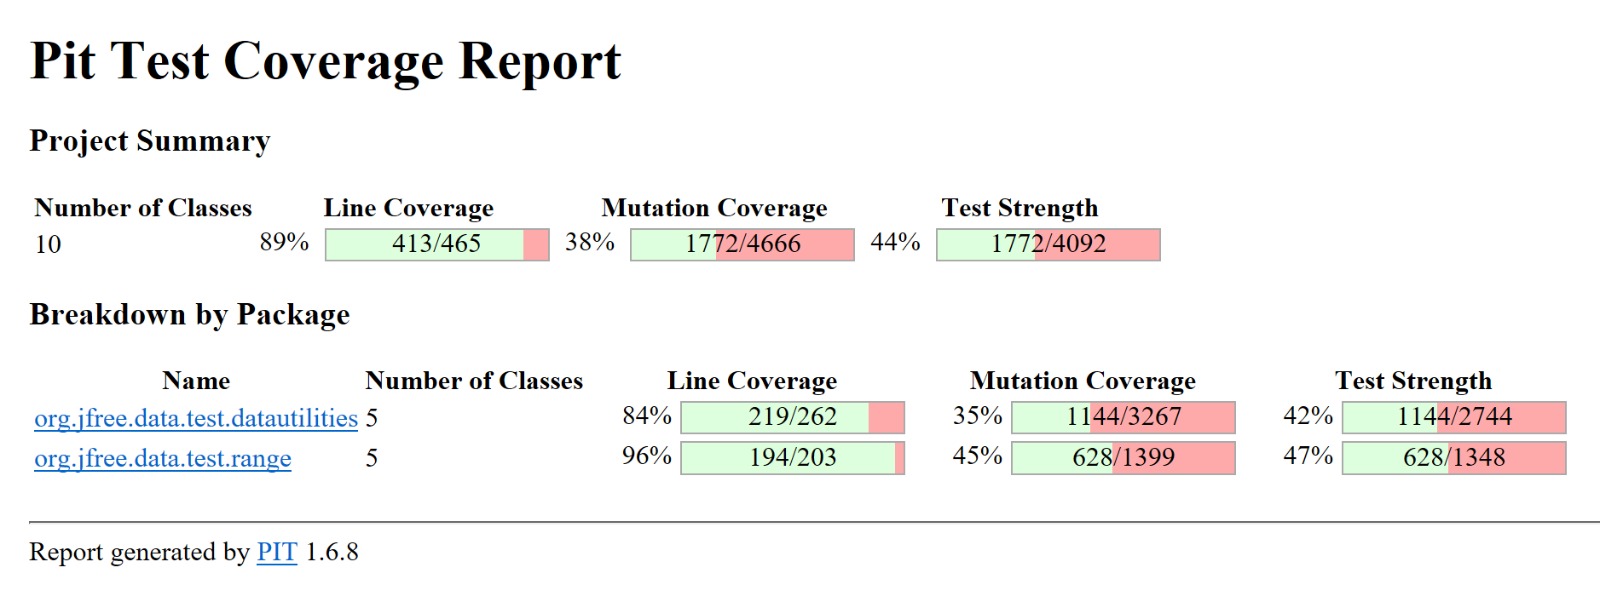 Pit Test Coverage Report
Project Summary
Number of Classes Line Coverage Mutation Coverage Test Strength
10 89% 413/465 38% 1772/4666 44% 1772/4092
Breakdown by Package
Name Number of Classes Line Coverage Mutation Coverage Test Strength
org.jfree.data.test.datautilities 5 84% 219/262 35% 1144/3267 42% 1144/2744
org.jfree.data.test.range 5 96% 194/203 45% 628/1399 47% 628/1348
Report generated by PIT 1.6.8